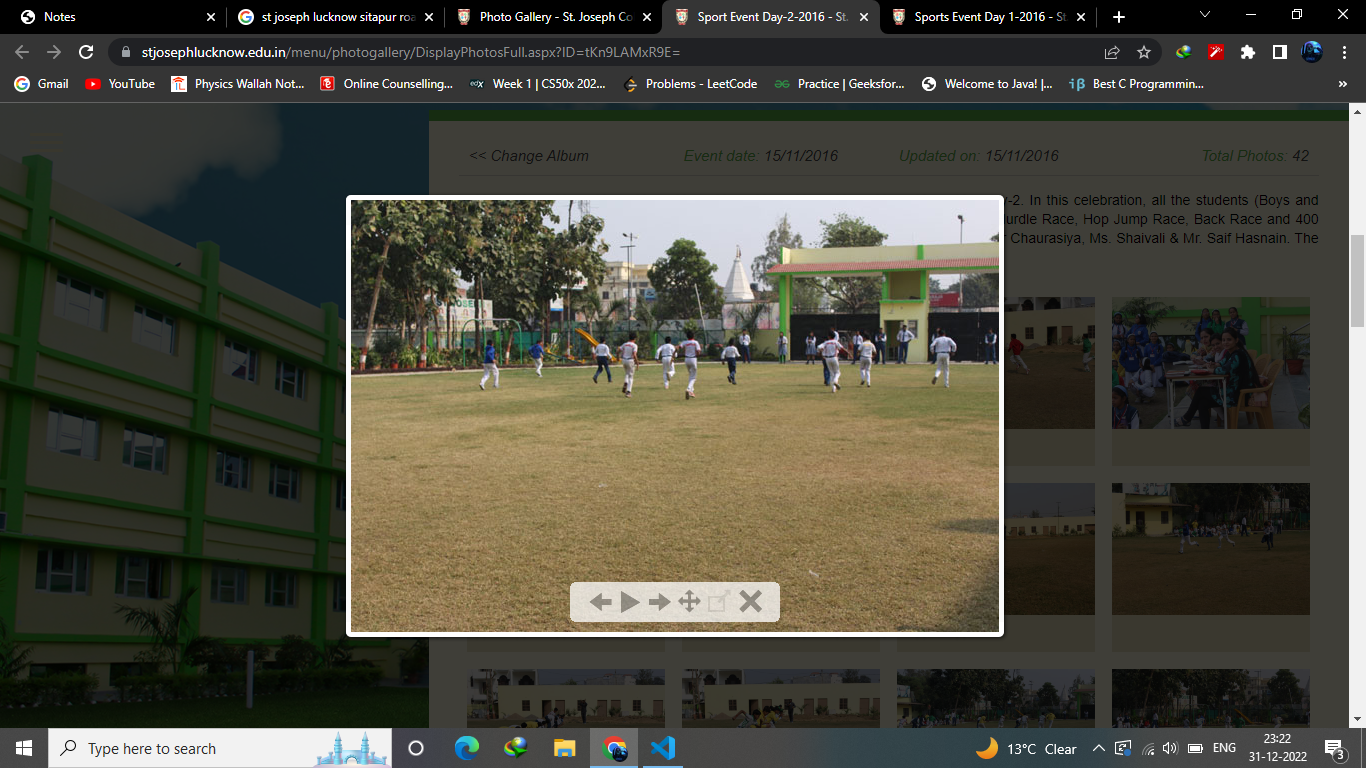 Notes
st joseph lucknow sitapur roa
Photo Gallery - St. Joseph Co
Sport Event Day-2-2016 - St.
Sports Event Day 1-2016 - St
stjosephlucknow.edu.in/menu/photogallery/DisplayPhotosFull.aspx?ID=tKn9LAMxR9E=
Gmail
YouTube
Physics Wallah Not...
Online Counselling...
Week 1 | CS50x 202...
Problems - LeetCode
Practice | Geeksfor...
Welcome to Java! |...
Best C Programmin...
»
<< Change Album
Event date: 15/11/2016
Updated on: 15/11/2016
Total Photos: 42
-2. In this celebration, all the students (Boys and
urdle Race, Hop Jump Race, Back Race and 400
Chaurasiya, Ms. Shaivali & Mr. Saif Hasnain. The
Type here to search
13°C Clear
ENG
23:22
31-12-2022
3